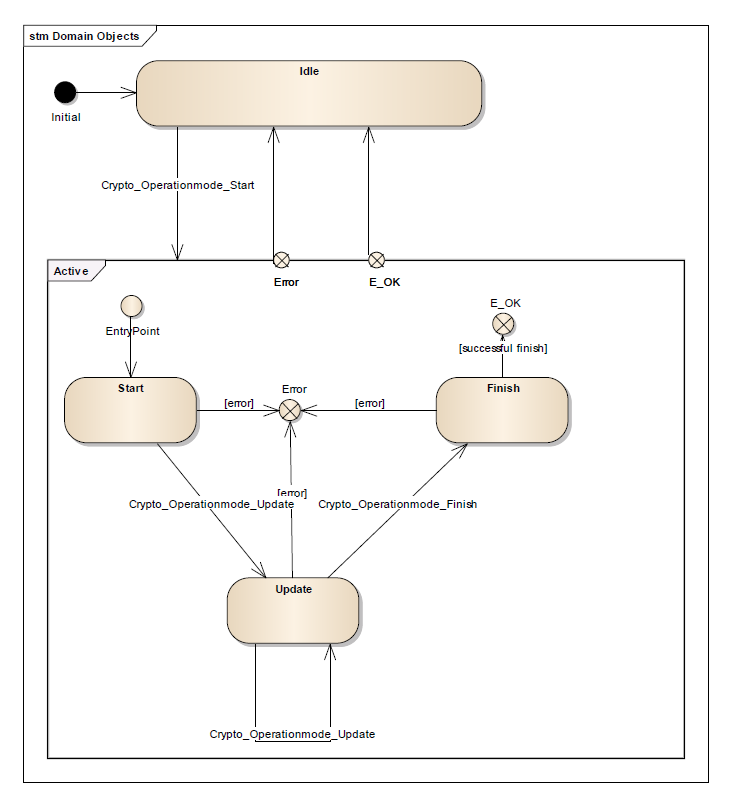 stm Domain Objects
Idle
Initial
Crypto_Operationmode_Start
Active
Error
E_OK
EntryPoint
E_OK
[successful finish]
Start
Error
Finish
[error]
[error]
[error]
Crypto_Operationmode_Update
Crypto_Operationmode_Finish
Update
Crypto_Operationmode_Update